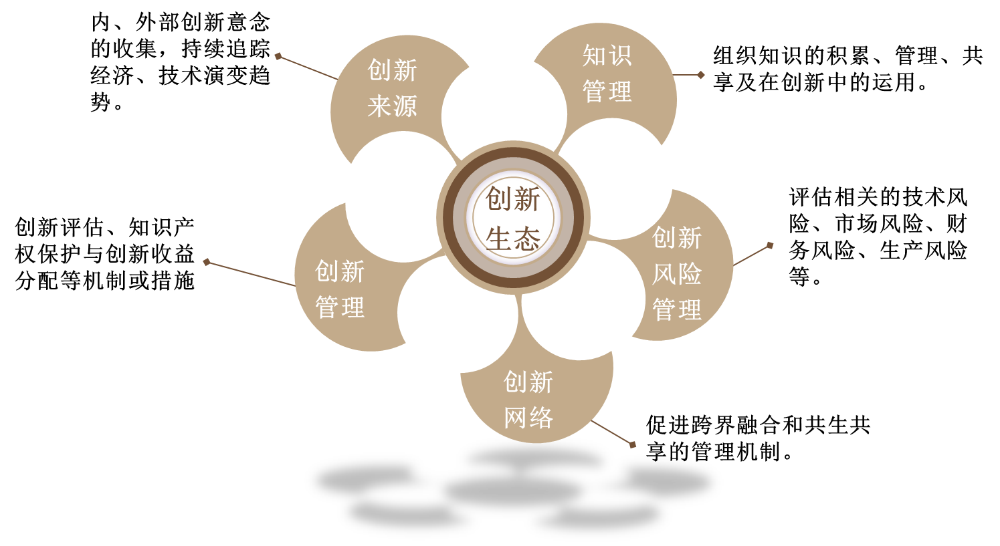 内、外部创新意念
的收集，持续追踪
经济、技术演变趋
势。
创新
来源
知识
管理
组织知识的积累、管理、共
享及在创新中的运用。
创新
生态
创新评估、知识产
权保护与创新收益
分配等机制或措施
创新
管理
创新
风险
管理
评估相关的技术风
险、市场风险、财
务风险、生产风险
等。
创新
网络
促进跨界融合和共生共
享的管理机制。